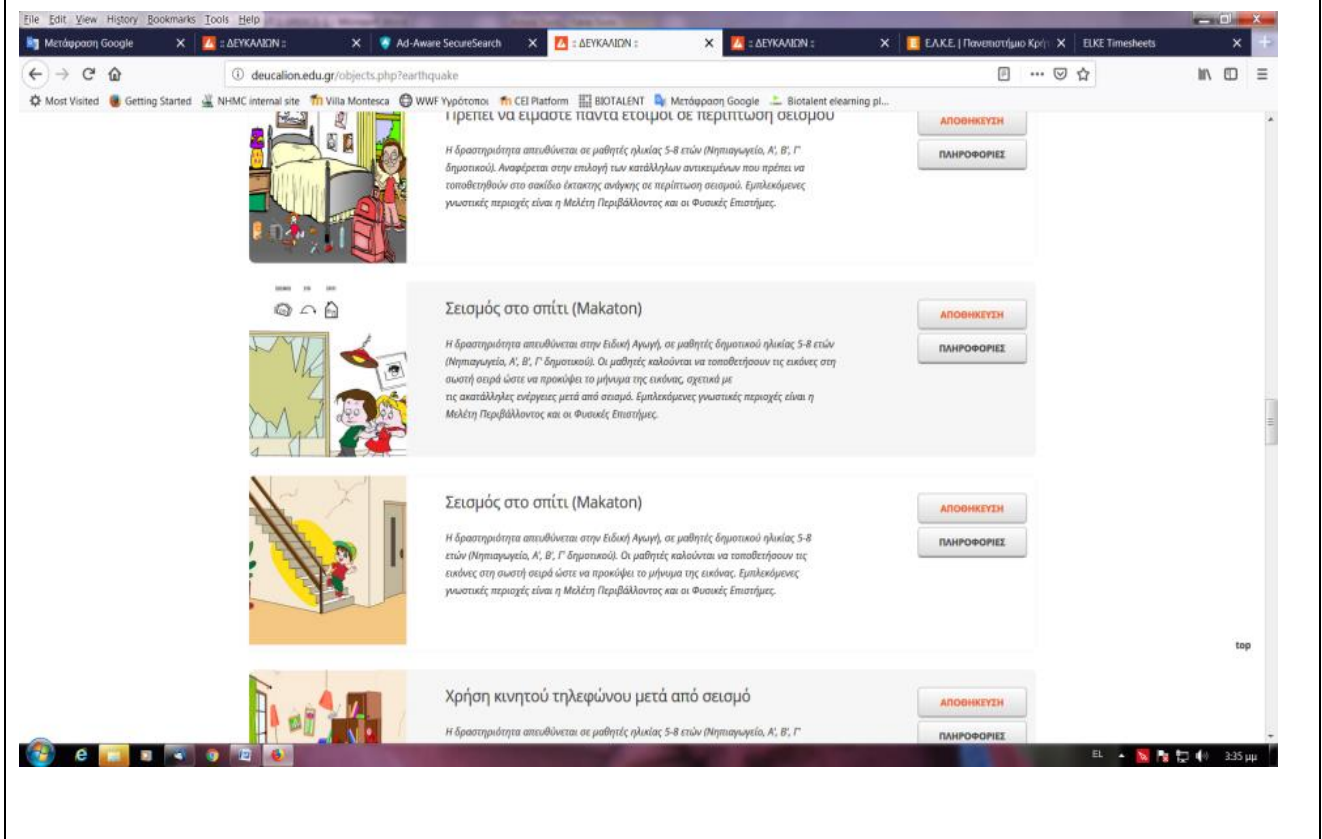 File Edit View History Bookmarks Tools Help
Μετάφραση Google :: ΔΕΥΚΑΛΙΩΝ :: Ad-Aware SecureSearch :: ΔΕΥΚΑΛΙΩΝ :: :: ΔΕΥΚΑΛΙΩΝ :: Ε.Λ.Κ.Ε. | Πανεπιστήμιο Κρή ELKE Timesheets
deucalion.edu.gr/objects.php?earthquake
Most Visited Getting Started NHMC internal site Villa Montesca WWF Υγρότοποι CEI Platform BIOTALENT Μετάφραση Google Biotalent elearning pl...
Πρέπει να είμαστε πάντα έτοιμοι σε περίπτωση σεισμού
ΑΠΟΘΗΚΕΥΣΗ
ΠΛΗΡΟΦΟΡΙΕΣ
Η δραστηριότητα απευθύνεται σε μαθητές ηλικίας 5-8 ετών (Νηπιαγωγείο, Α', Β', Γ'
δημοτικού). Αναφέρεται στην επιλογή των κατάλληλων αντικειμένων που πρέπει να
τοποθετηθούν στο σακίδιο έκτακτης ανάγκης σε περίπτωση σεισμού. Εμπλεκόμενες
γνωστικές περιοχές είναι η Μελέτη Περιβάλλοντος και οι Φυσικές Επιστήμες.
Σεισμός στο σπίτι (Makaton)
ΑΠΟΘΗΚΕΥΣΗ
ΠΛΗΡΟΦΟΡΙΕΣ
Η δραστηριότητα απευθύνεται στην Ειδική Αγωγή, σε μαθητές δημοτικού ηλικίας 5-8 ετών
(Νηπιαγωγείο, Α', Β', Γ' δημοτικού). Οι μαθητές καλούνται να τοποθετήσουν τις εικόνες στη
σωστή σειρά ώστε να προκύψει το μήνυμα της εικόνας, σχετικά με
τις ακατάλληλες ενέργειες μετά από σεισμό. Εμπλεκόμενες γνωστικές περιοχές είναι η
Μελέτη Περιβάλλοντος και οι Φυσικές Επιστήμες.
Σεισμός στο σπίτι (Makaton)
ΑΠΟΘΗΚΕΥΣΗ
ΠΛΗΡΟΦΟΡΙΕΣ
Η δραστηριότητα απευθύνεται στην Ειδική Αγωγή, σε μαθητές δημοτικού ηλικίας 5-8
ετών (Νηπιαγωγείο, Α', Β', Γ' δημοτικού). Οι μαθητές καλούνται να τοποθετήσουν τις
εικόνες στη σωστή σειρά ώστε να προκύψει το μήνυμα της εικόνας. Εμπλεκόμενες
γνωστικές περιοχές είναι η Μελέτη Περιβάλλοντος και οι Φυσικές Επιστήμες.
top
Χρήση κινητού τηλεφώνου μετά από σεισμό
ΑΠΟΘΗΚΕΥΣΗ
ΠΛΗΡΟΦΟΡΙΕΣ
Η δραστηριότητα απευθύνεται σε μαθητές ηλικίας 5-8 ετών (Νηπιαγωγείο, Α', Β', Γ'
EL 3:35 μμ